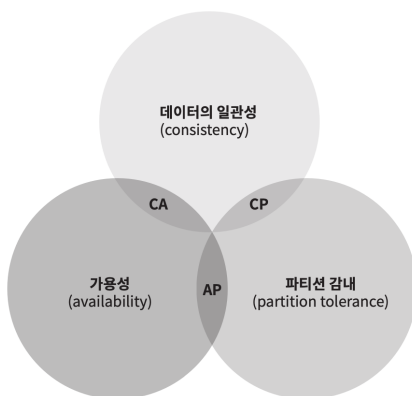 데이터의 일관성
(consistency)
CA
CP
가용성
(availability)
AP
파티션 감내
(partition tolerance)